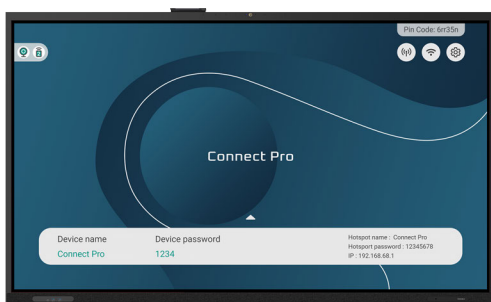 Pin Code: 6rr35n
Connect Pro
Device name
Connect Pro
Device password
1234
Hotspot name : Connect Pro
Hotsport password : 12345678
IP : 192.168.68.1